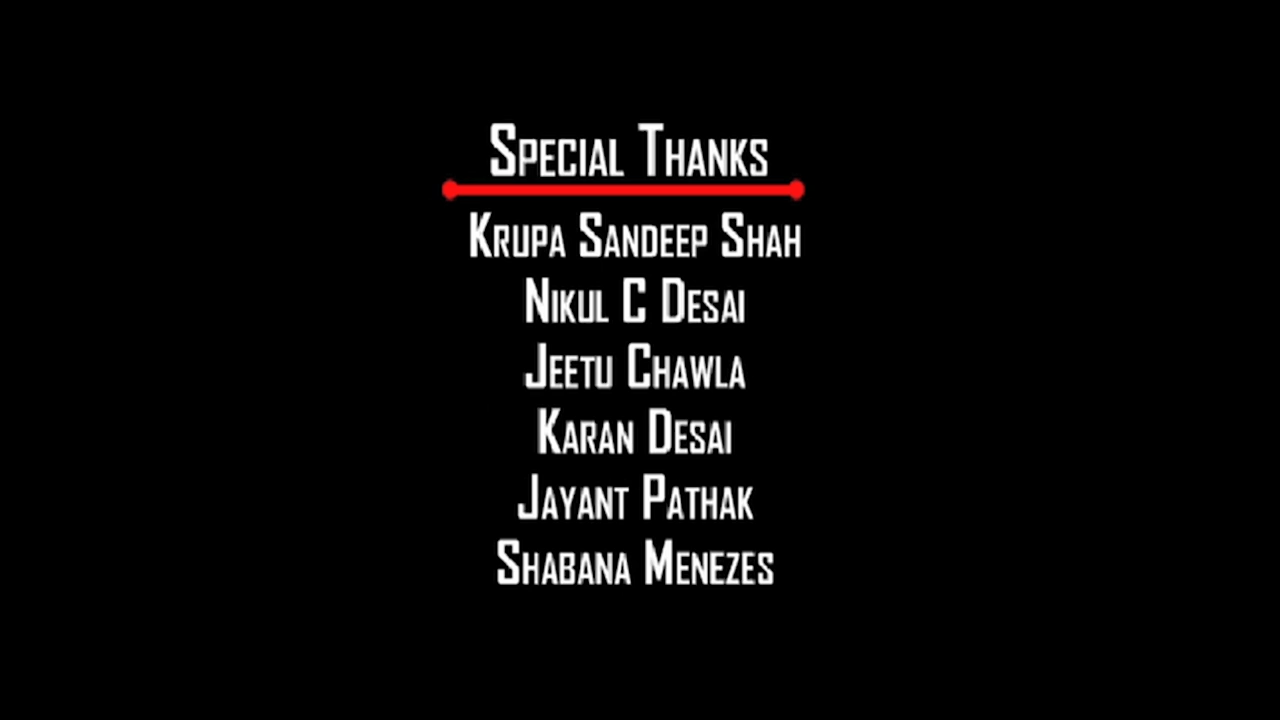 Special Thanks
Krupa Sandeep Shah
Nikul C Desai
Jeetu Chawla
Karan Desai
Jayant Pathak
Shabana Menezes